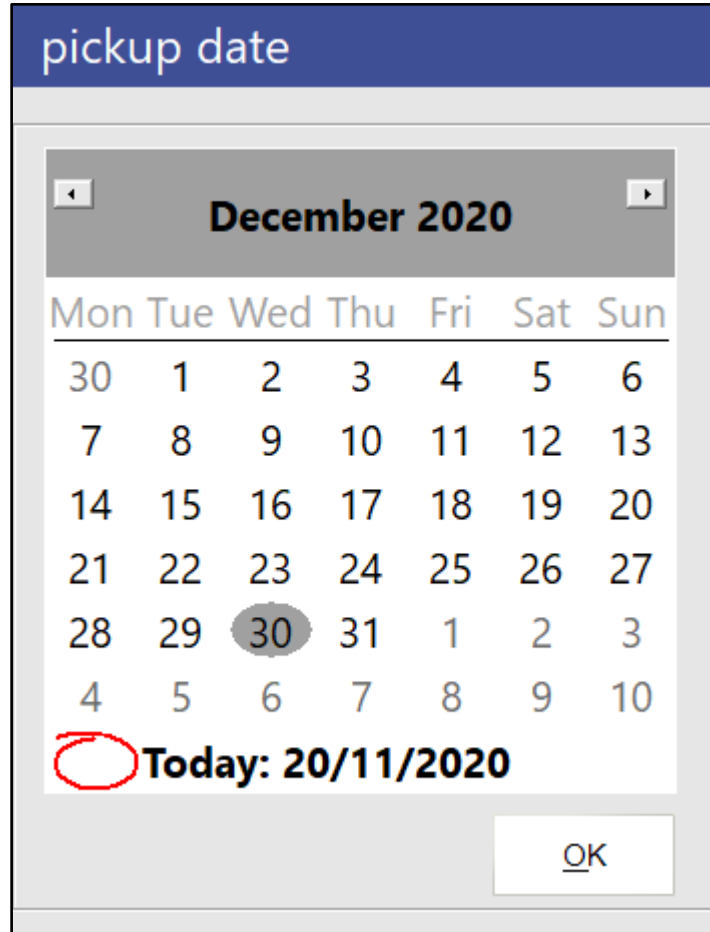 pickup date
December 2020
Mon Tue Wed Thu Fri Sat Sun
30 1 2 3 4 5 6
7 8 9 10 11 12 13
14 15 16 17 18 19 20
21 22 23 24 25 26 27
28 29 30 31 1 2 3
4 5 6 7 8 9 10
Today: 20/11/2020
OK